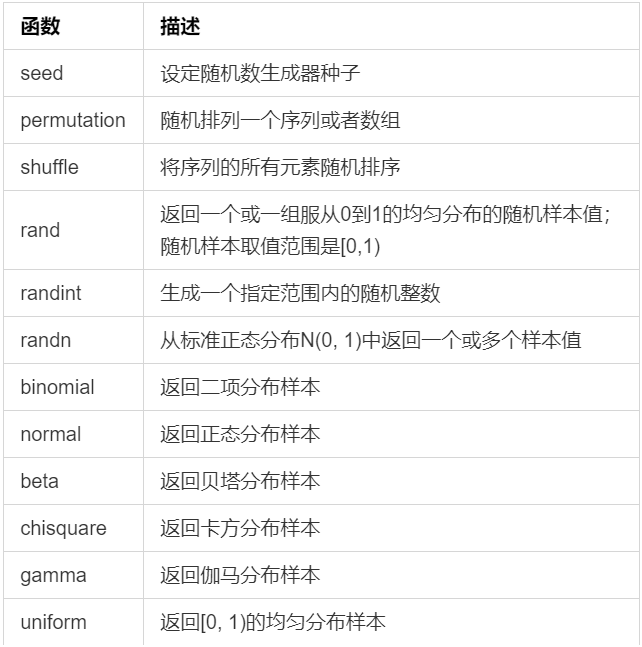 函数 描述
seed 设定随机数生成器种子
permutation 随机排列一个序列或者数组
shuffle 将序列的所有元素随机排序
rand 返回一个或一组服从0到1的均匀分布的随机样本值；
随机样本取值范围是[0,1)
randint 生成一个指定范围内的随机整数
randn 从标准正态分布N(0, 1)中返回一个或多个样本值
binomial 返回二项分布样本
normal 返回正态分布样本
beta 返回贝塔分布样本
chisquare 返回卡方分布样本
gamma 返回伽马分布样本
uniform 返回[0, 1)的均匀分布样本